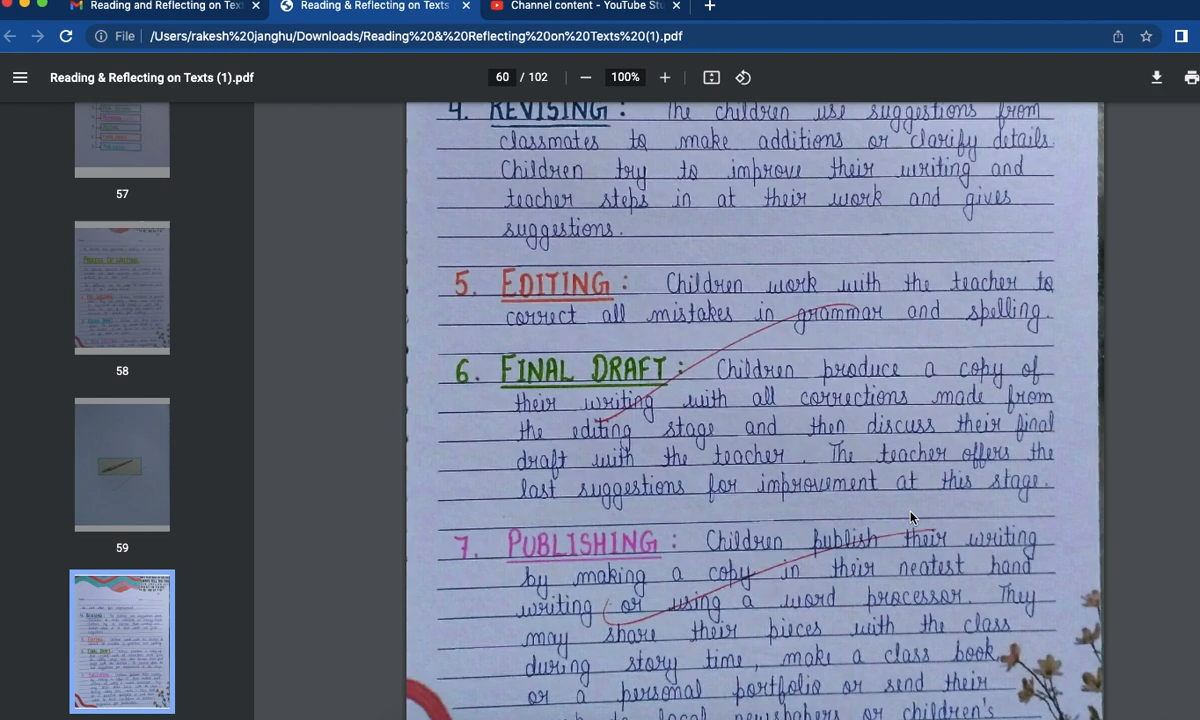 Reading and Reflecting on Tex
Reading & Reflecting on Texts
Channel content - YouTube Stu
File
/Users/rakesh%20janghu/Downloads/Reading%20&%20Reflecting%20on%20Texts%20(1).pdf
Reading & Reflecting on Texts (1).pdf
60 / 102
100%
57
58
59
4. REVISING : The children use suggestions from
classmates to make additions or clarify details.
Children try to improve their writing and
teacher steps in at their work and gives
suggestions.
5. EDITING : Children work with the teacher to
correct all mistakes in grammar and spelling.
6. FINAL DRAFT : Children produce a copy of
their writing with all corrections made from
the editing stage and then discuss their final
draft with the teacher. The teacher offers the
last suggestions for improvement at this stage.
7. PUBLISHING : Children publish their writing
by making a copy in their neatest hand
writing or using a word processor. They
may share their pieces with the class
during story time, make a class book
or a personal portfolio or send their
local newspapers or children's